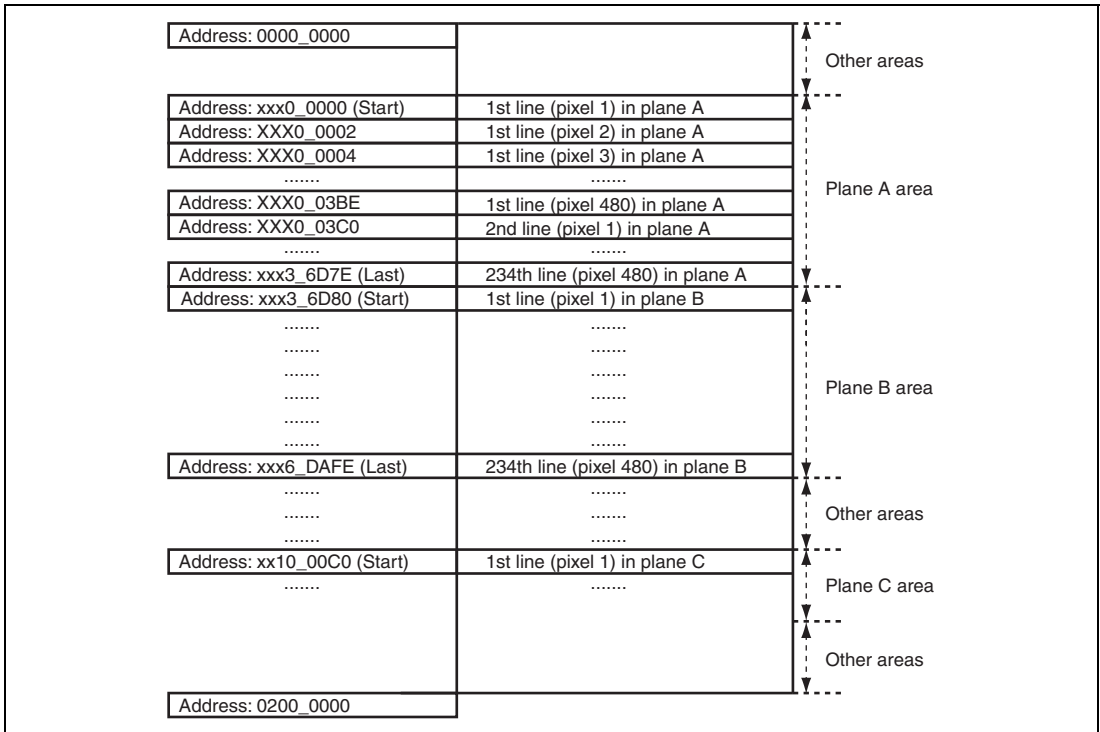 Address: 0000_0000
Other areas
Address: xxx0_0000 (Start) 1st line (pixel 1) in plane A
Address: XXX0_0002 1st line (pixel 2) in plane A
Address: XXX0_0004 1st line (pixel 3) in plane A
....... .......
Plane A area
Address: XXX0_03BE 1st line (pixel 480) in plane A
Address: XXX0_03C0 2nd line (pixel 1) in plane A
....... .......
Address: xxx3_6D7E (Last) 234th line (pixel 480) in plane A
Address: xxx3_6D80 (Start) 1st line (pixel 1) in plane B
....... .......
....... .......
....... .......
Plane B area
....... .......
....... .......
....... .......
Address: xxx6_DAFE (Last) 234th line (pixel 480) in plane B
....... .......
....... .......
Other areas
....... .......
Address: xx10_00C0 (Start) 1st line (pixel 1) in plane C
....... .......
Plane C area
Other areas
Address: 0200_0000